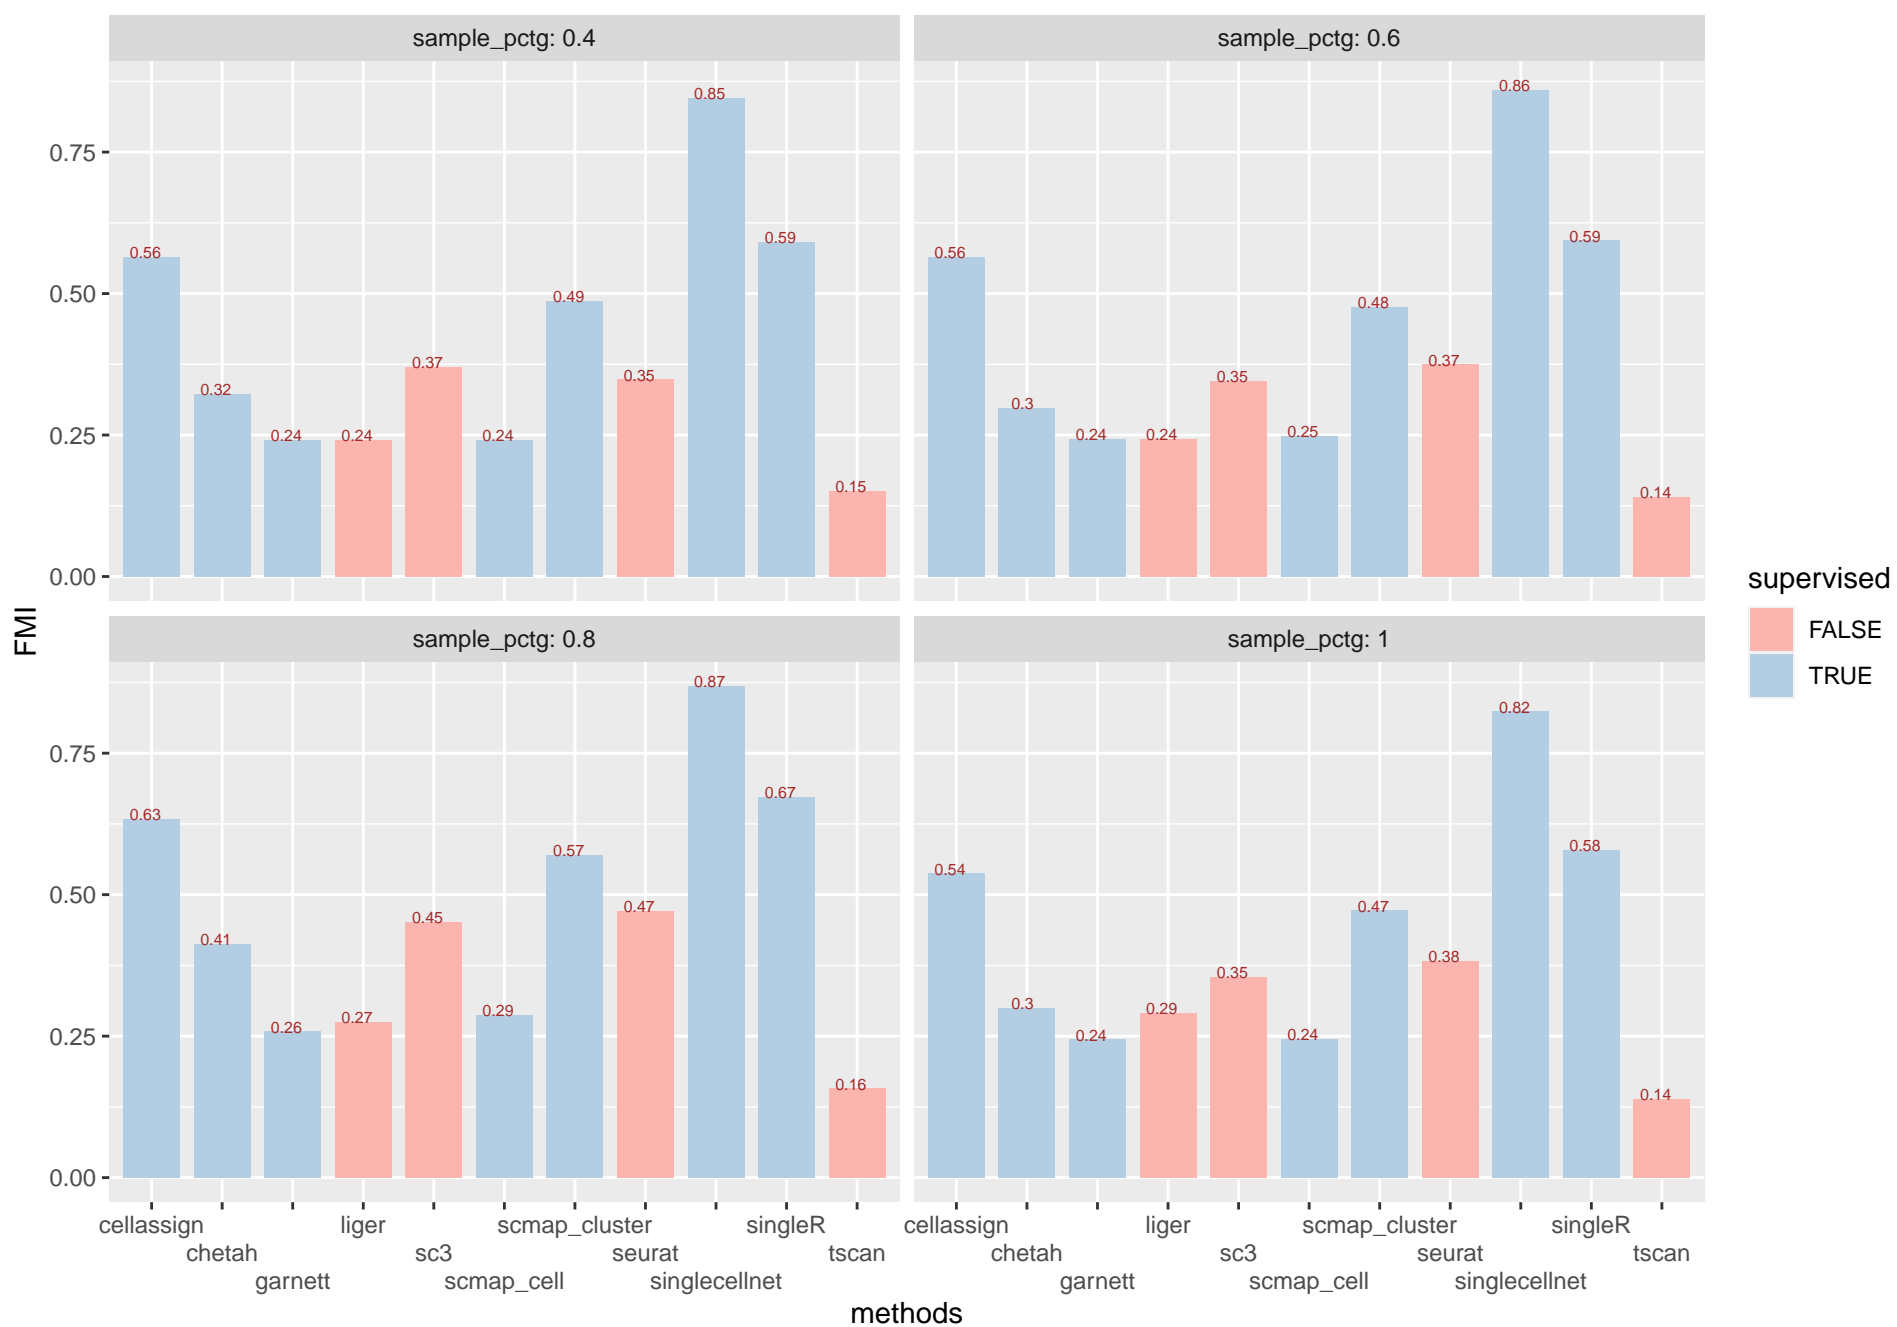 sample_pctg: 0.4
sample_pctg: 0.6
0.75
0.50
0.25
0.00
0.56
0.32
0.24
0.24
0.37
0.24
0.49
0.35
0.85
0.59
0.15
0.56
0.3
0.24
0.24
0.35
0.25
0.48
0.37
0.86
0.59
0.14
sample_pctg: 0.8
sample_pctg: 1
0.75
0.50
0.25
0.00
0.63
0.41
0.26
0.27
0.45
0.29
0.57
0.47
0.87
0.67
0.16
0.54
0.3
0.24
0.29
0.35
0.24
0.47
0.38
0.82
0.58
0.14
FMI
cellassign
chetah
garnett
liger
sc3
scmap_cell
scmap_cluster
seurat
singlecellnet
singleR
tscan
cellassign
chetah
garnett
liger
sc3
scmap_cell
scmap_cluster
seurat
singlecellnet
singleR
tscan
methods
supervised
FALSE
TRUE